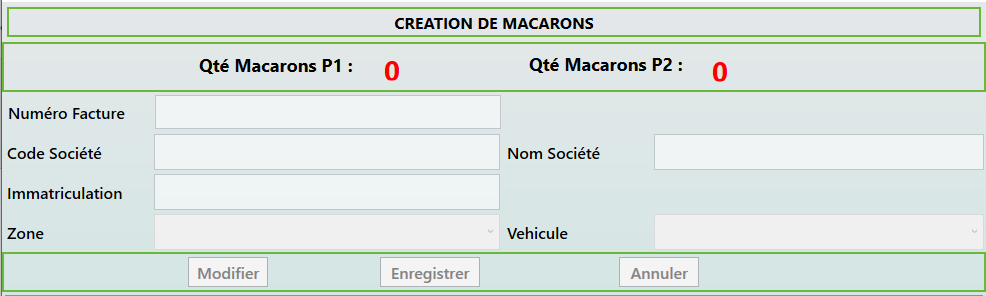 CREATION DE MACARONS
Qté Macarons P1 : 0 Qté Macarons P2 : 0
Numéro Facture
Code Société Nom Société
Immatriculation
Zone Vehicule
Modifier Enregistrer Annuler